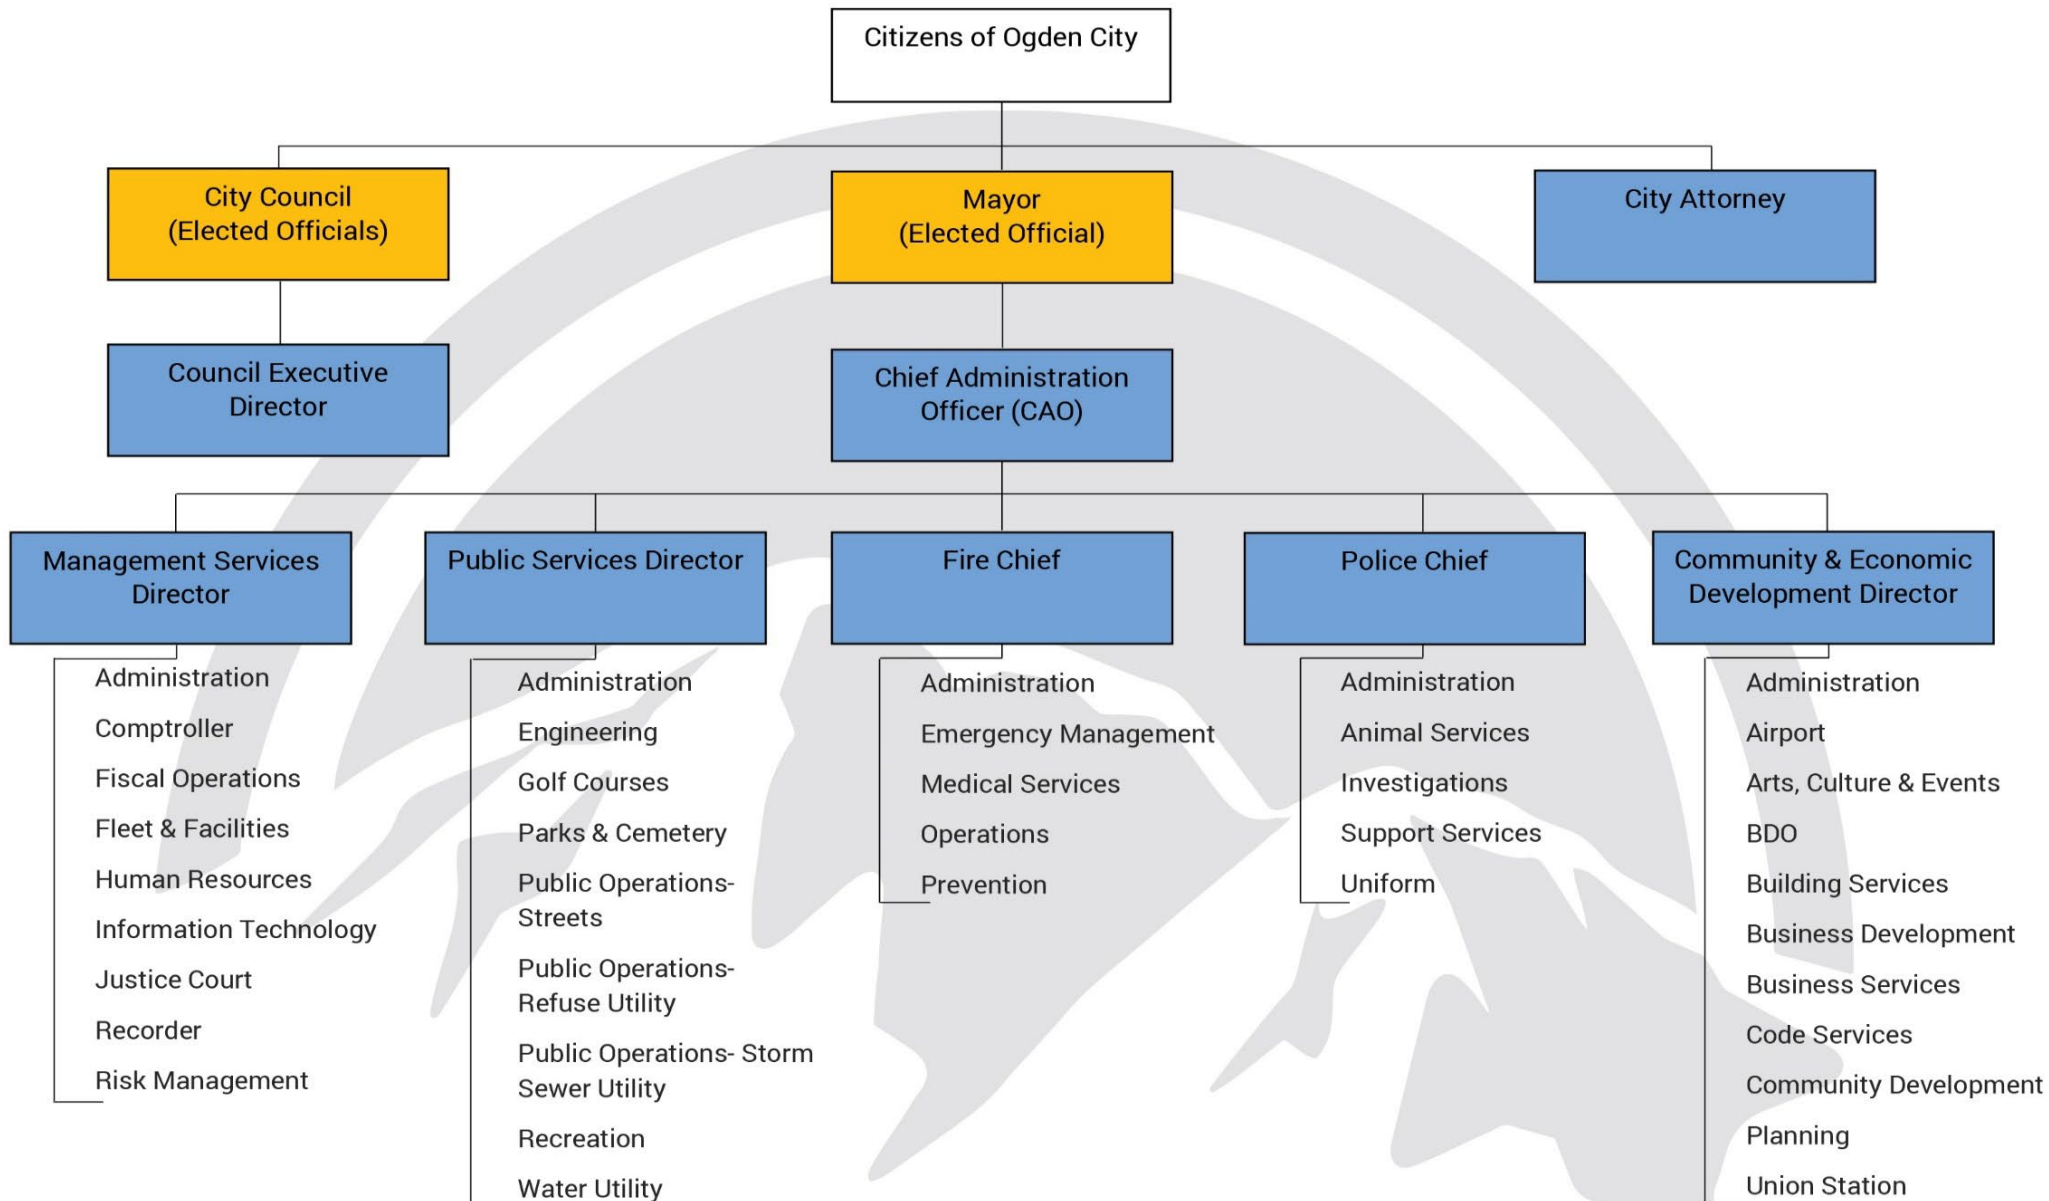 Citizens of Ogden City
City Council
(Elected Officials)
Mayor
(Elected Official)
City Attorney
Council Executive
Director
Chief Administration
Officer (CAO)
Management Services
Director
Public Services Director
Fire Chief
Police Chief
Community & Economic
Development Director
Administration
Comptroller
Fiscal Operations
Fleet & Facilities
Human Resources
Information Technology
Justice Court
Recorder
Risk Management
Administration
Engineering
Golf Courses
Parks & Cemetery
Public Operations-
Streets
Public Operations-
Refuse Utility
Public Operations- Storm
Sewer Utility
Recreation
Water Utility
Administration
Emergency Management
Medical Services
Operations
Prevention
Administration
Animal Services
Investigations
Support Services
Uniform
Administration
Airport
Arts, Culture & Events
BDO
Building Services
Business Development
Business Services
Code Services
Community Development
Planning
Union Station